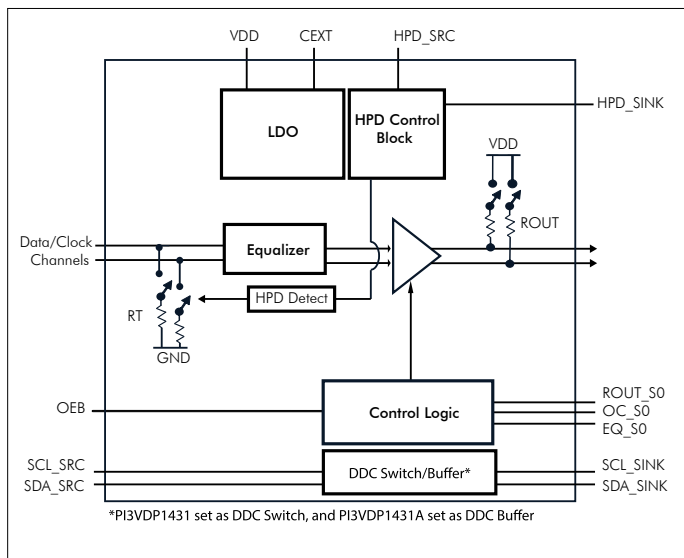 VDD
CEXT
HPD_SRC
LDO
HPD Control
Block
HPD_SINK
VDD
ROUT
Data/Clock
Channels
Equalizer
HPD Detect
RT
GND
OEB
Control Logic
ROUT_S0
OC_S0
EQ_S0
SCL_SRC
SDA_SRC
DDC Switch/Buffer*
SCL_SINK
SDA_SINK
*PI3VDP1431 set as DDC Switch, and PI3VDP1431A set as DDC Buffer